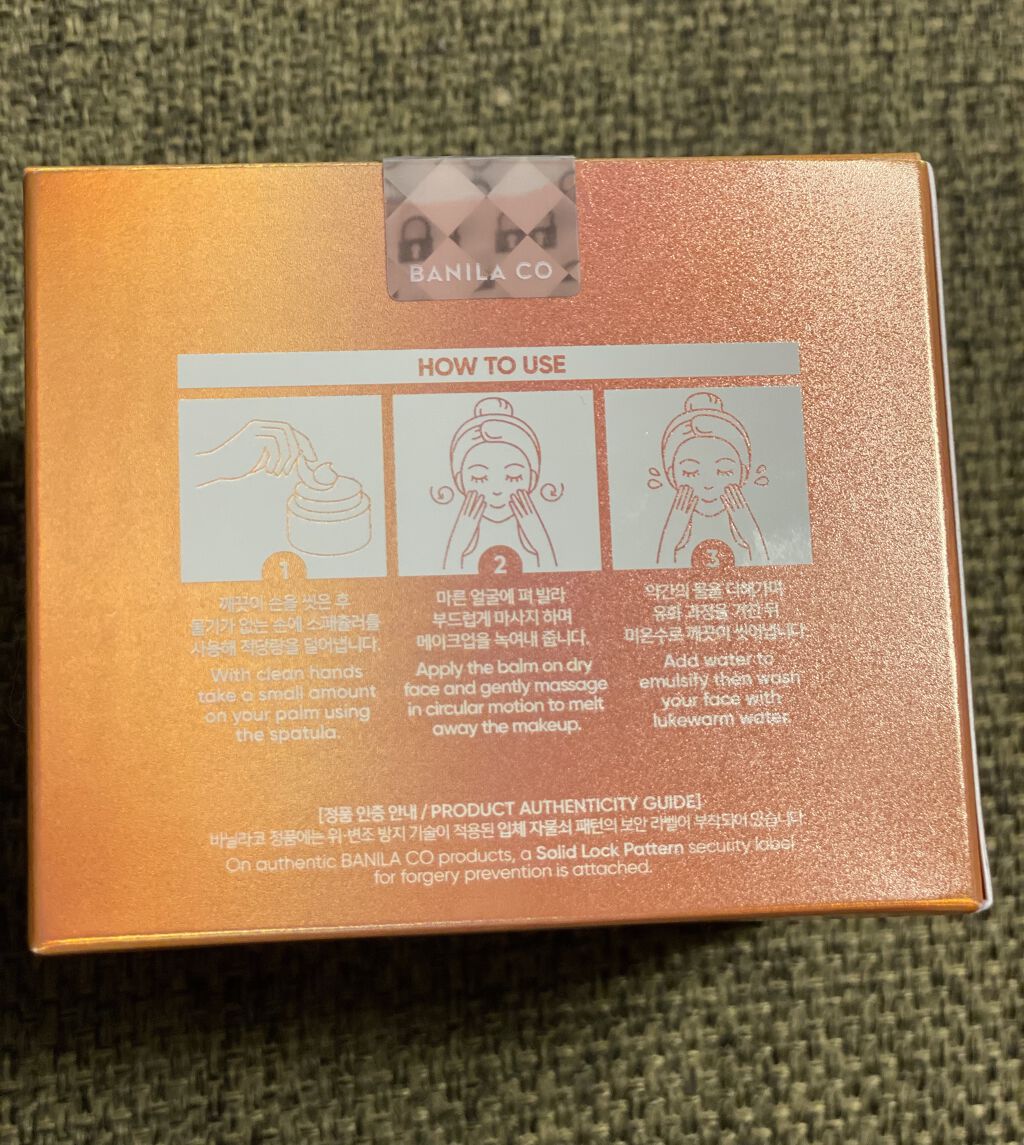 BANILA CO
HOW TO USE
1
깨끗이 손을 씻은 후
물기가 없는 손에 스패출러를
사용해 적당량을 덜어냅니다.
With clean hands
take a small amount
on your palm using
the spatula.
2
마른 얼굴에 펴 발라
부드럽게 마사지 하며
메이크업을 녹여내 줍니다.
Apply the balm on dry
face and gently massage
in circular motion to melt
away the makeup.
3
약간의 물을 더해가며
유화 과정을 거친 뒤
미온수로 깨끗이 씻어냅니다.
Add water to
emulsify then wash
your face with
lukewarm water.
[정품 인증 안내 / PRODUCT AUTHENTICITY GUIDE]
바닐라코 정품에는 위·변조 방지 기술이 적용된 입체 자물쇠 패턴의 보안 라벨이 부착되어 있습니다.
On authentic BANILA CO products, a Solid Lock Pattern security label
for forgery prevention is attached.